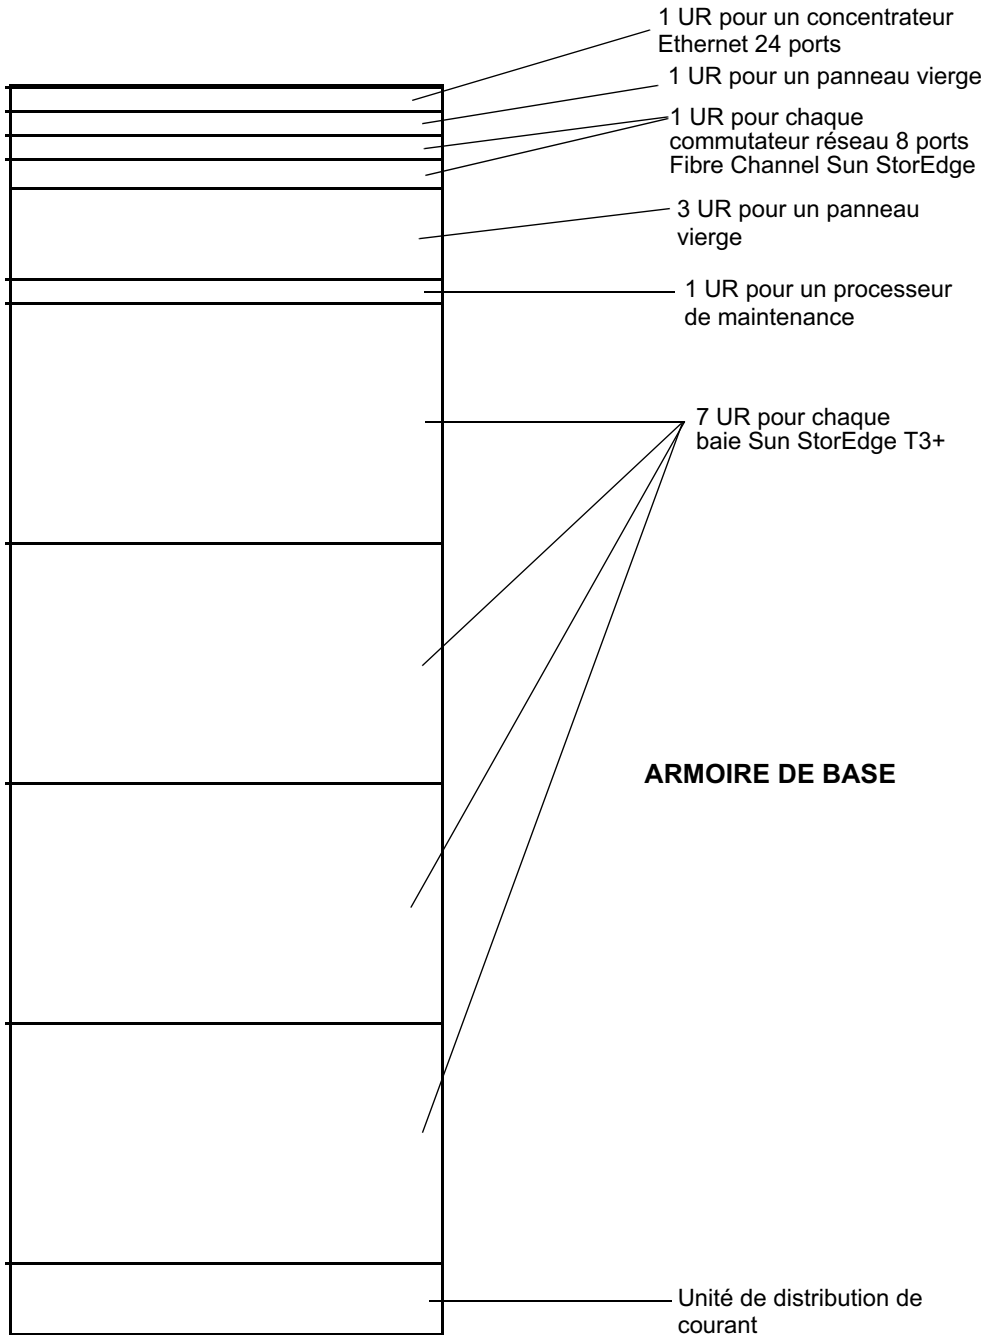 1 UR pour un concentrateur
Ethernet 24 ports
1 UR pour un panneau vierge
1 UR pour chaque
commutateur réseau 8 ports
Fibre Channel Sun StorEdge
3 UR pour un panneau
vierge
1 UR pour un processeur
de maintenance
7 UR pour chaque
baie Sun StorEdge T3+
ARMOIRE DE BASE
Unité de distribution de
courant